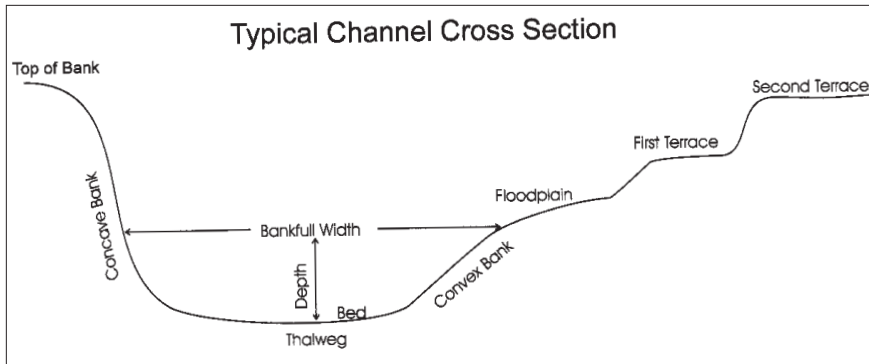 Typical Channel Cross Section
Top of Bank
Second Terrace
First Terrace
Floodplain
Concave Bank
Bankfull Width
Depth
Convex Bank
Bed
Thalweg